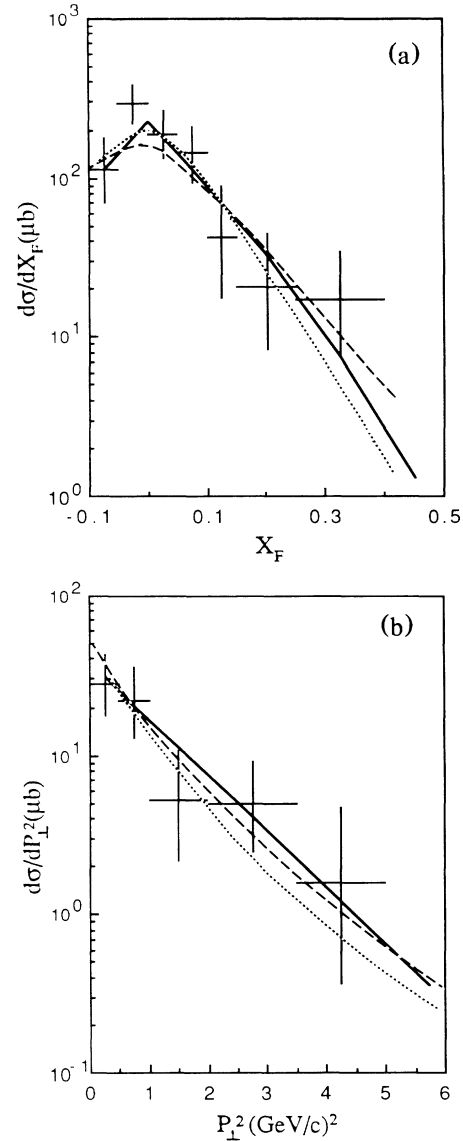 10³
(a)
10²
dσ/dX_F(μb)
10¹
10⁰
-0.1 0.1 0.3 0.5
X_F
10²
(b)
10¹
dσ/dP⊥²(μb)
10⁰
10⁻¹
0 1 2 3 4 5 6
P⊥² (GeV/c)²